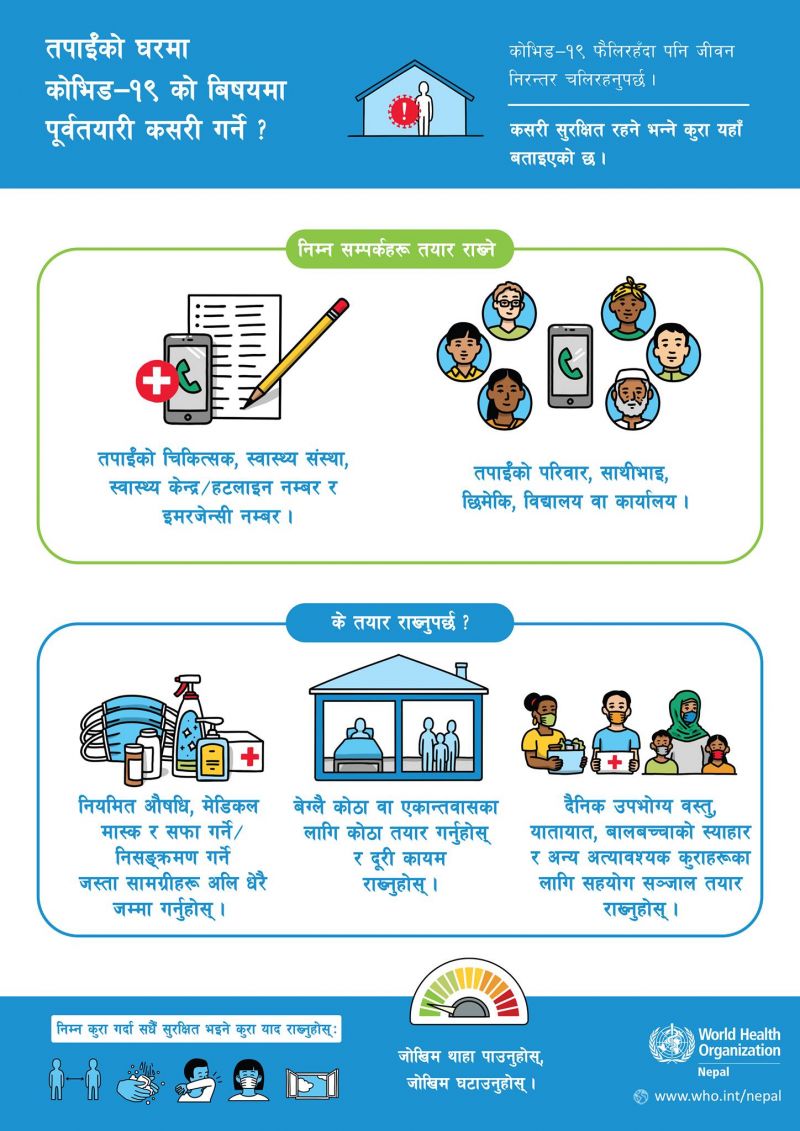 तपाईंको घरमा
कोभिड–१९ को बिषयमा
पूर्वतयारी कसरी गर्ने ?
कोभिड–१९ फैलिरहँदा पनि जीवन
निरन्तर चलिरहनुपर्छ ।
कसरी सुरक्षित रहने भन्ने कुरा यहाँ
बताइएको छ ।
निम्न सम्पर्कहरू तयार राख्ने
तपाईंको चिकित्सक, स्वास्थ्य संस्था,
स्वास्थ्य केन्द्र/हटलाइन नम्बर र
इमरजेन्सी नम्बर ।
तपाईंको परिवार, साथीभाइ,
छिमेकि, विद्यालय वा कार्यालय ।
के तयार राख्नुपर्छ ?
नियमित औषधि, मेडिकल
मास्क र सफा गर्ने/
निसङ्क्रमण गर्ने
जस्ता सामग्रीहरू अलि धेरै
जम्मा गर्नुहोस् ।
बेग्लै कोठा वा एकान्तवासका
लागि कोठा तयार गर्नुहोस्
र दूरी कायम
राख्नुहोस् ।
दैनिक उपभोग्य वस्तु,
यातायात, बालबच्चाको स्याहार
र अन्य अत्यावश्यक कुराहरूका
लागि सहयोग सञ्जाल तयार
राख्नुहोस् ।
निम्न कुरा गर्दा सधैं सुरक्षित भइने कुरा याद राख्नुहोस्:
जोखिम थाहा पाउनुहोस्,
जोखिम घटाउनुहोस् ।
World Health
Organization
Nepal
www.who.int/nepal